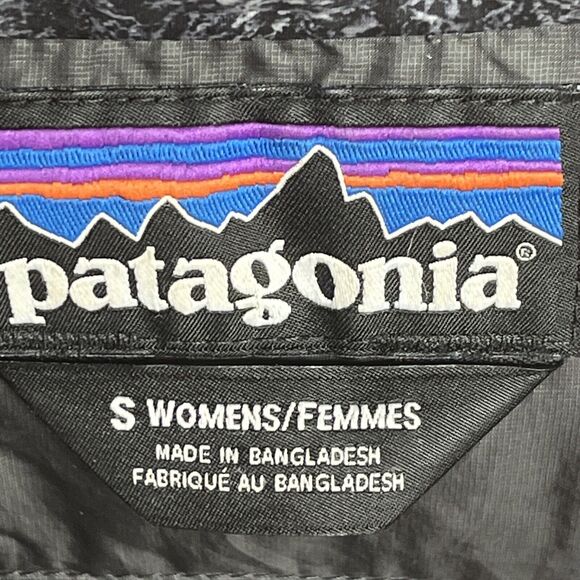 patagonia®
S WOMENS/FEMMES
MADE IN BANGLADESH
FABRIQUÉ AU BANGLADESH